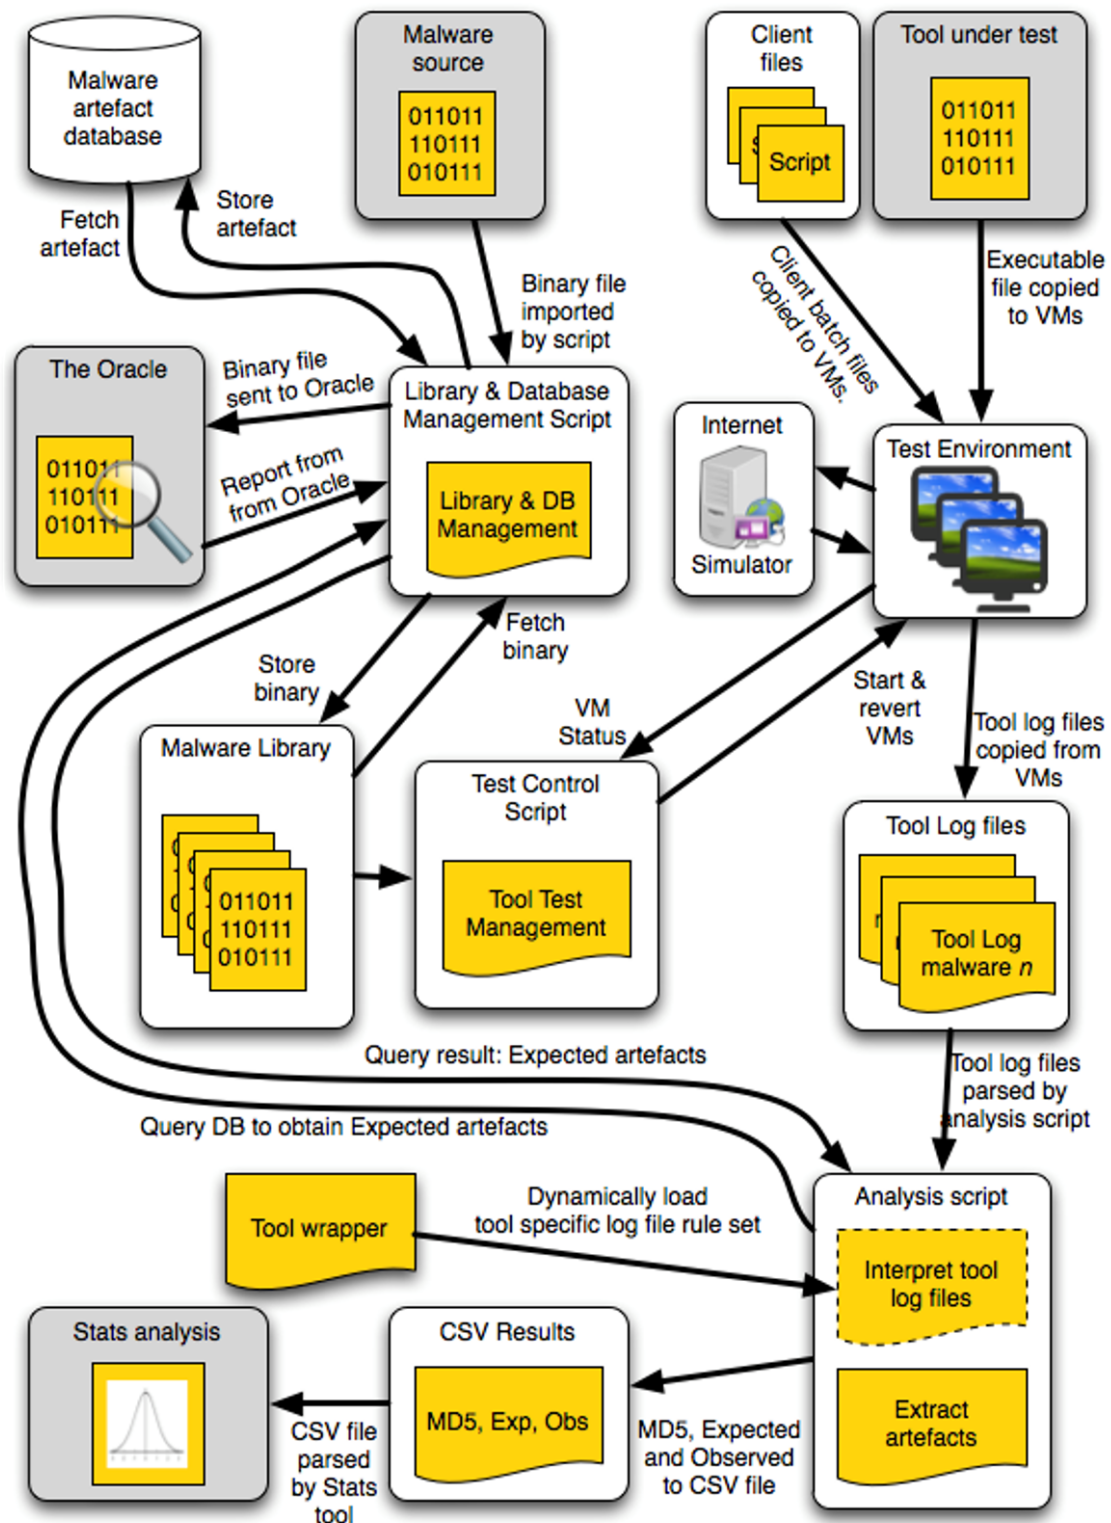 Malware
artefact
database
Malware
source
011011
110111
010111
Client
files
Script
Tool under test
011011
110111
010111
Fetch
artefact
Store
artefact
Binary file
imported
by script
Client batch files
copied to VMs.
Executable
file copied
to VMs
The Oracle
011011
110111
010111
Binary file
sent to Oracle
Report from
from Oracle
Library & Database
Management Script
Library & DB
Management
Internet
Simulator
Test Environment
Store
binary
Fetch
binary
VM
Status
Start &
revert
VMs
Tool log files
copied from
VMs
Malware Library
011011
110111
010111
Test Control
Script
Tool Test
Management
Tool Log files
Tool Log
malware n
Query result: Expected artefacts
Query DB to obtain Expected artefacts
Tool log files
parsed by
analysis script
Tool wrapper
Dynamically load
tool specific log file rule set
Analysis script
Interpret tool
log files
Extract
artefacts
Stats analysis
CSV Results
MD5, Exp, Obs
CSV file
parsed
by Stats
tool
MD5, Expected
and Observed
to CSV file